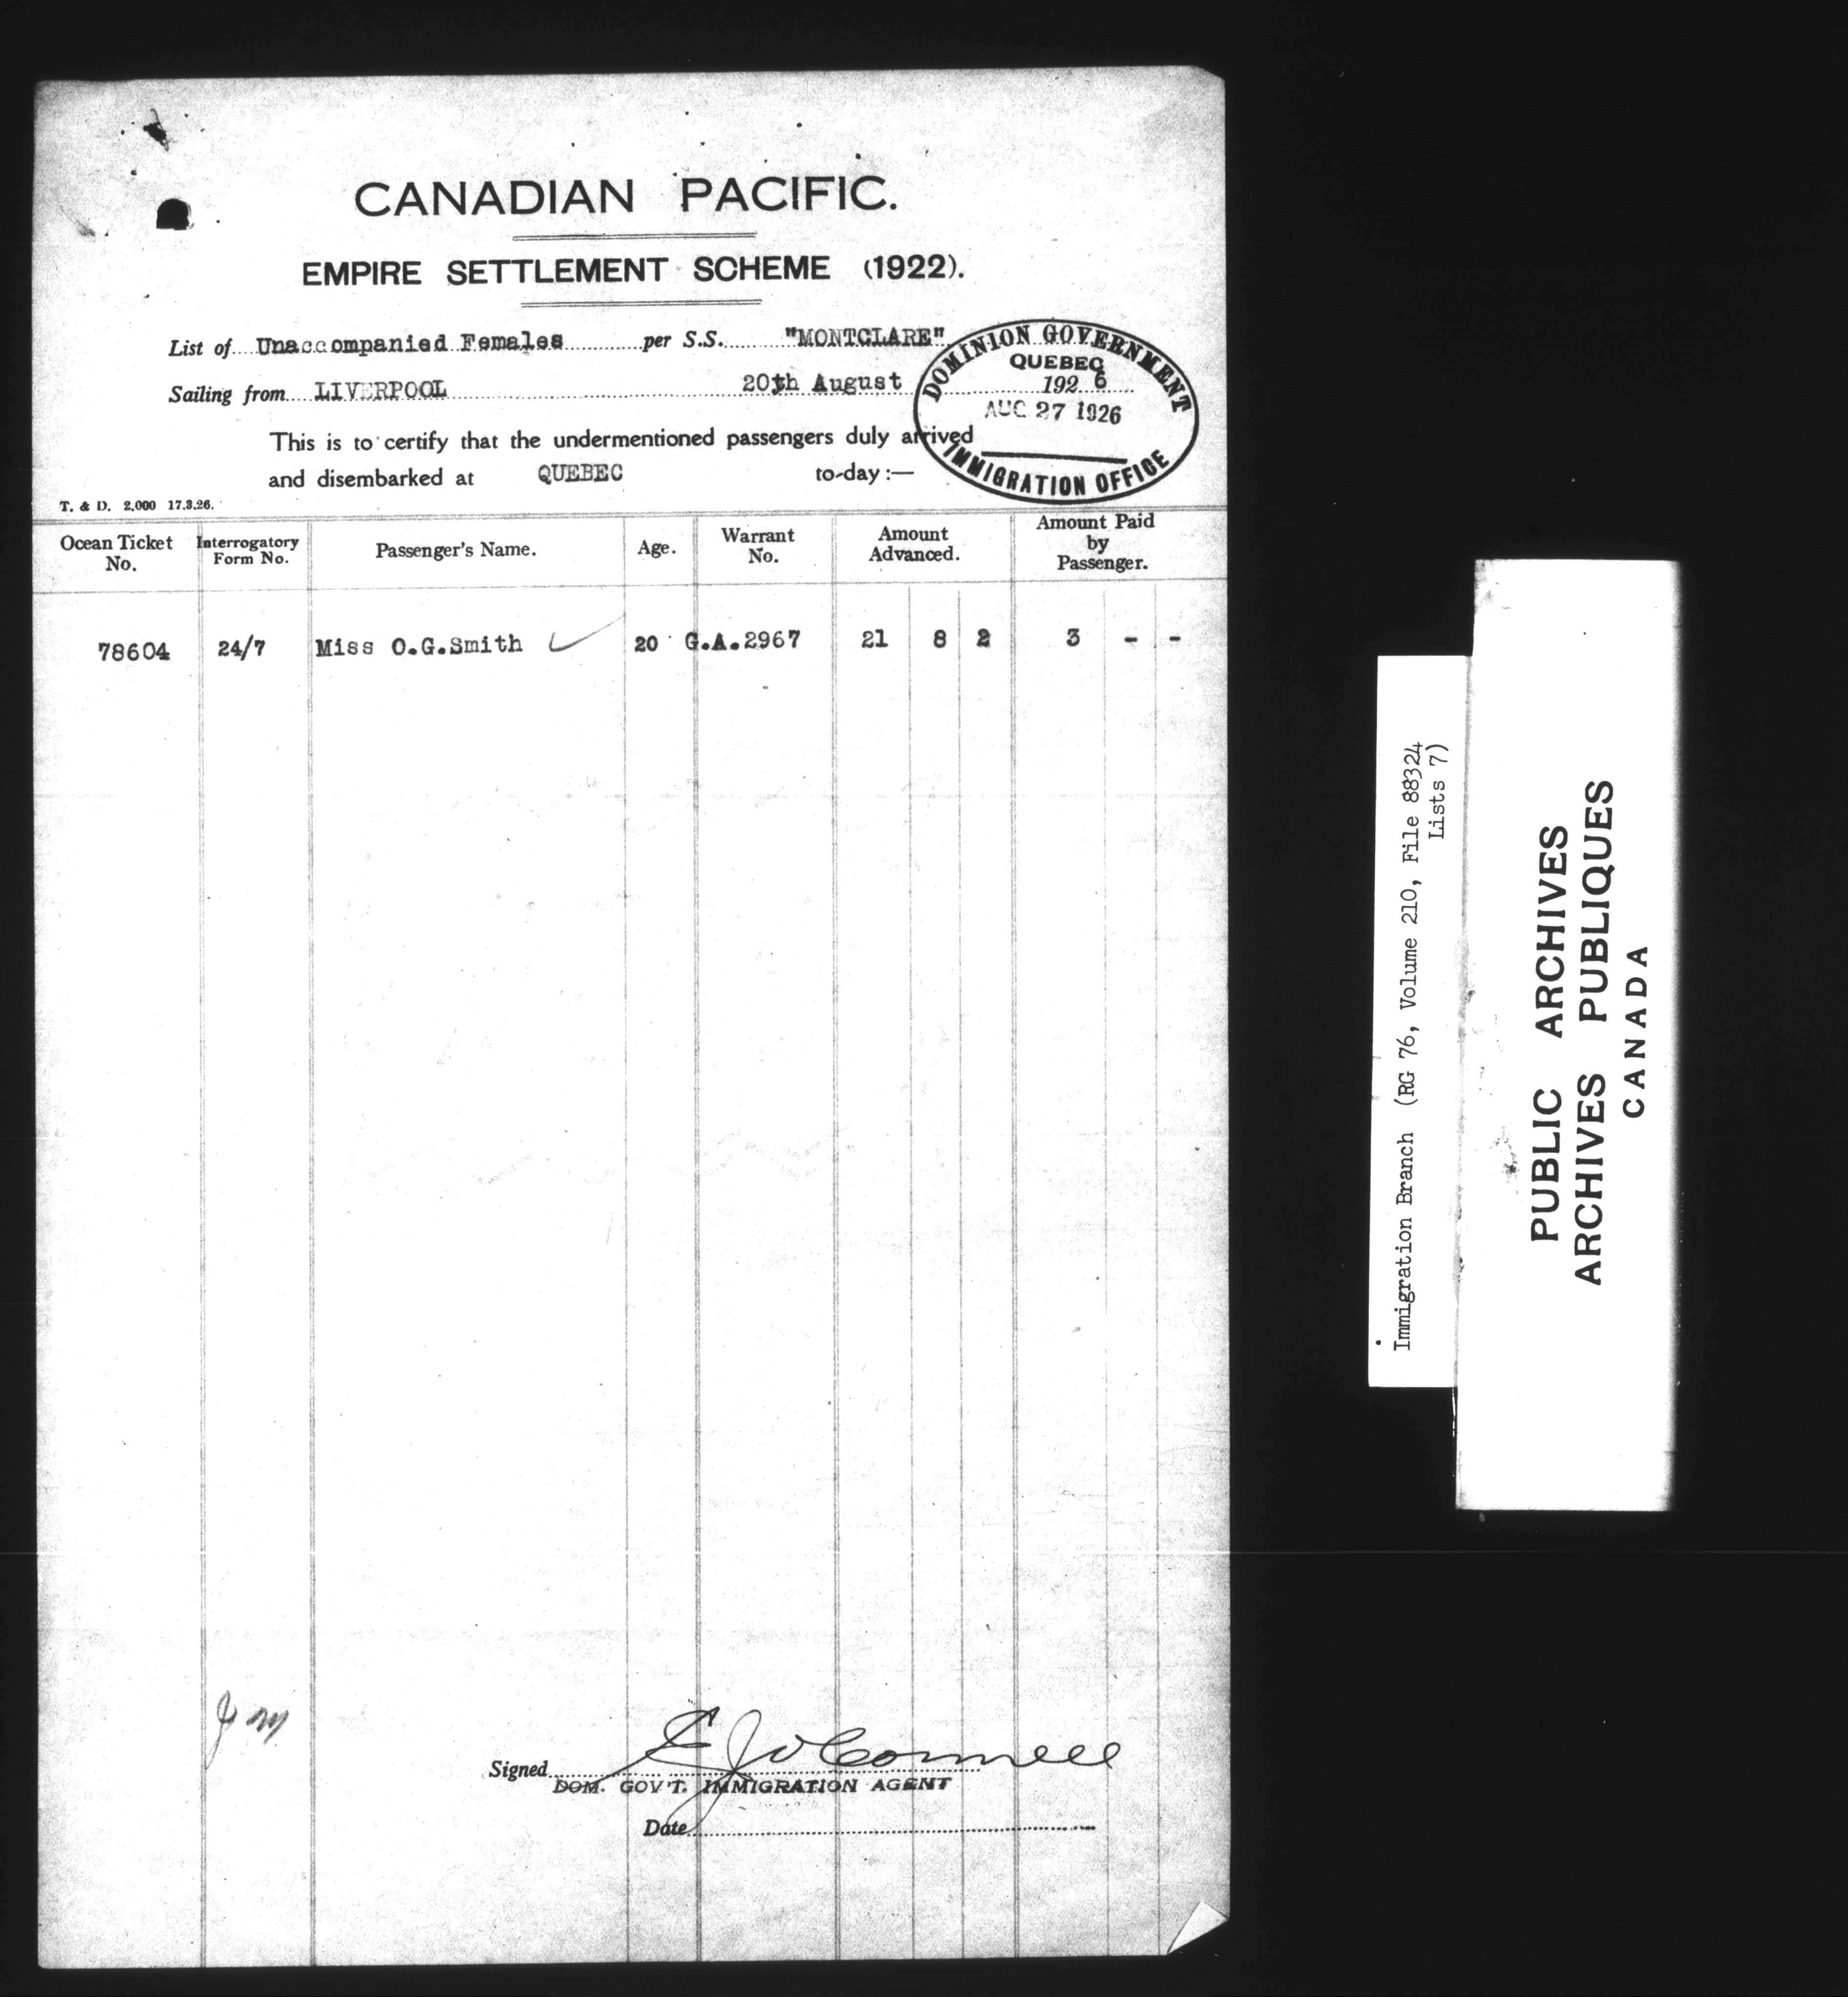 CANADIAN PACIFIC.
EMPIRE SETTLEMENT SCHEME (1922).
List of Unaccompanied Females per S.S. "MONTCLARE"
Sailing from LIVERPOOL 20th August 192 6
DOMINION GOVERNMENT
QUEBEC
AUG 27 1926
IMMIGRATION OFFICE
This is to certify that the undermentioned passengers duly arrived
and disembarked at QUEBEC to-day :—
T. & D. 2,000 17.3.26.
Ocean Ticket No. Interrogatory Form No. Passenger's Name. Age. Warrant No. Amount Advanced. Amount Paid by Passenger.
78604 24/7 Miss O.G.Smith 20 G.A.2967 21 8 2 3 - -
Signed
DOM. GOV'T. IMMIGRATION AGENT
Date
Immigration Branch (RG 76, Volume 210, File 88324
Lists 7)
PUBLIC ARCHIVES
ARCHIVES PUBLIQUES
CANADA